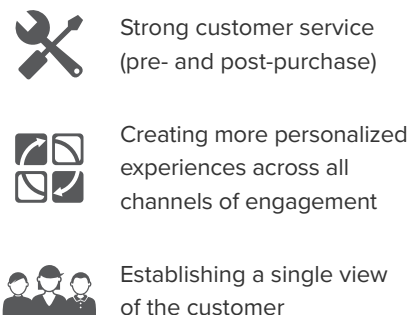 Strong customer service
(pre- and post-purchase)
Creating more personalized
experiences across all
channels of engagement
Establishing a single view
of the customer